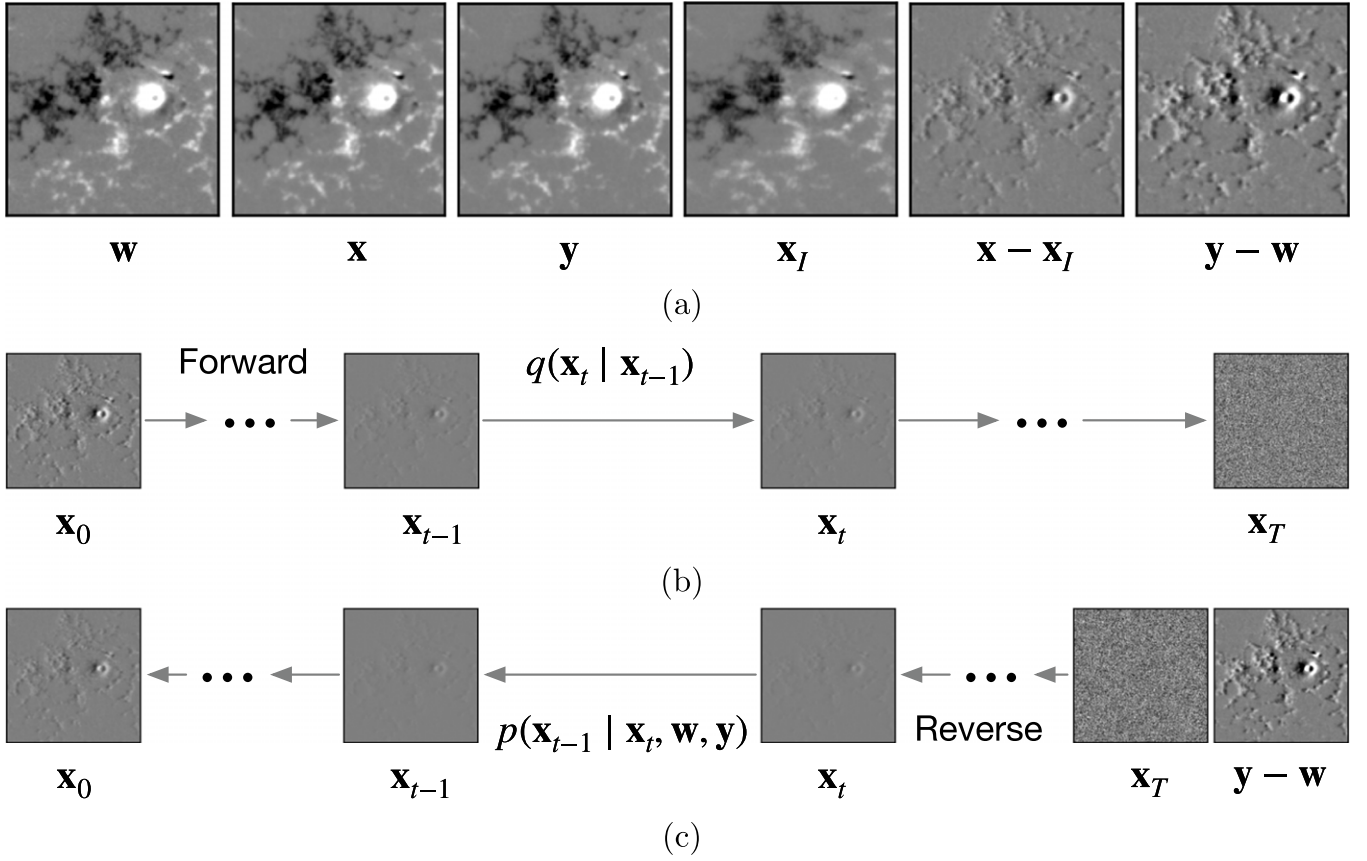 w x y x_I x − x_I y − w
(a)
Forward q(x_t | x_{t−1})
x_0 x_{t−1} x_t x_T
(b)
p(x_{t−1} | x_t, w, y) Reverse
x_0 x_{t−1} x_t x_T y − w
(c)